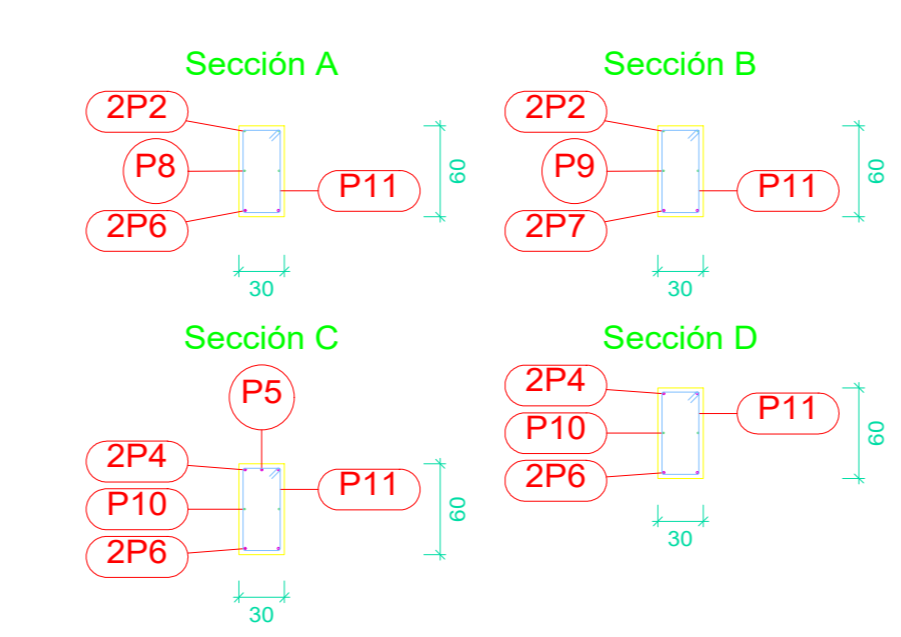 Sección A
2P2
P8
P11
2P6
60
30
Sección B
2P2
P9
P11
2P7
60
30
Sección C
P5
2P4
P10
P11
2P6
60
30
Sección D
2P4
P11
P10
2P6
60
30